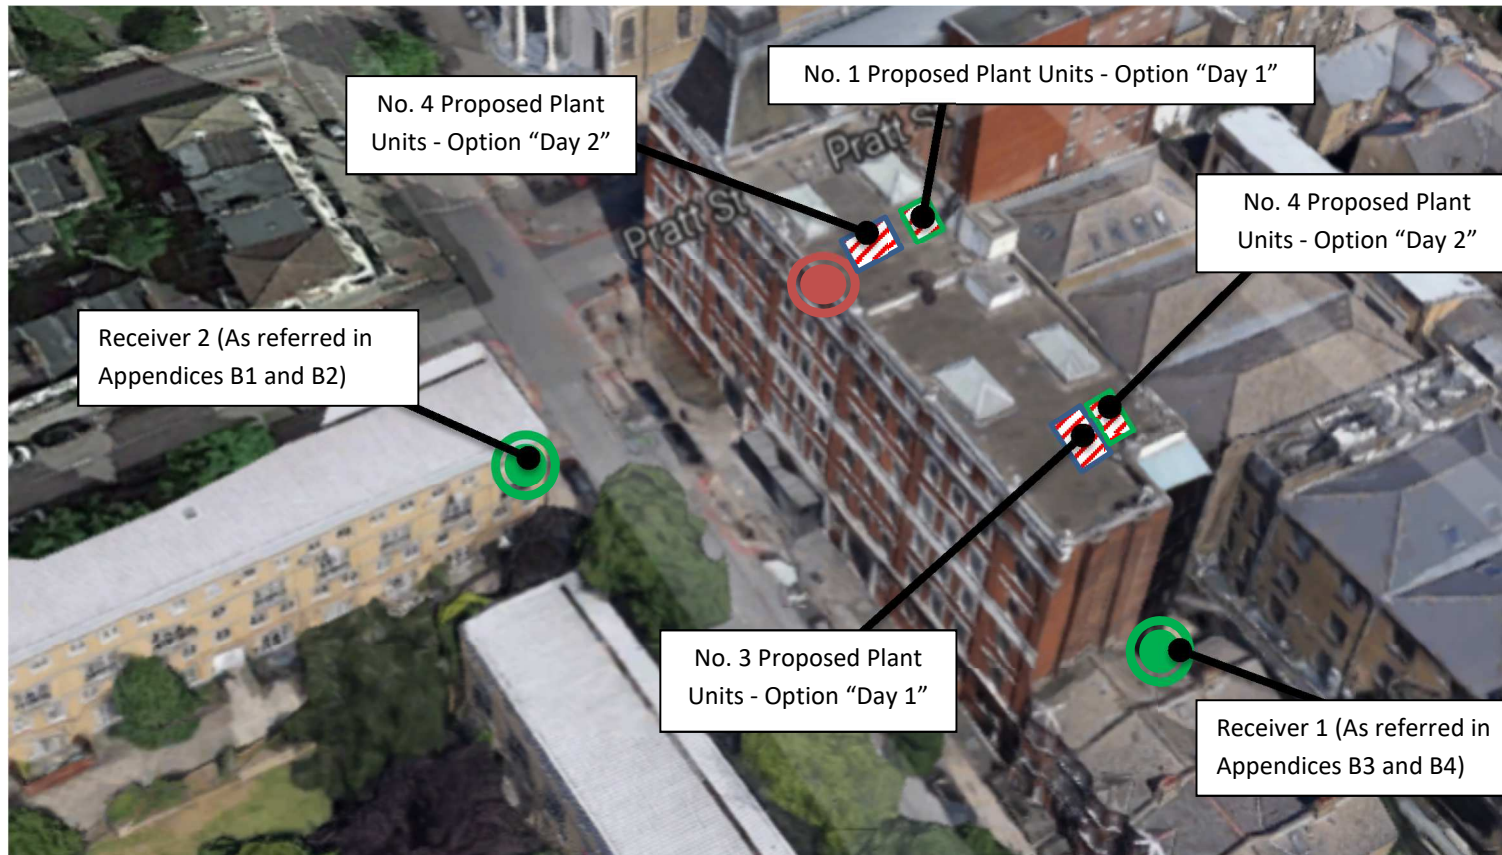 No. 1 Proposed Plant Units - Option “Day 1”
No. 4 Proposed Plant
Units - Option “Day 2”
Pratt St
No. 4 Proposed Plant
Units - Option “Day 2”
Pratt St
Receiver 2 (As referred in
Appendices B1 and B2)
No. 3 Proposed Plant
Units - Option “Day 1”
Receiver 1 (As referred in
Appendices B3 and B4)